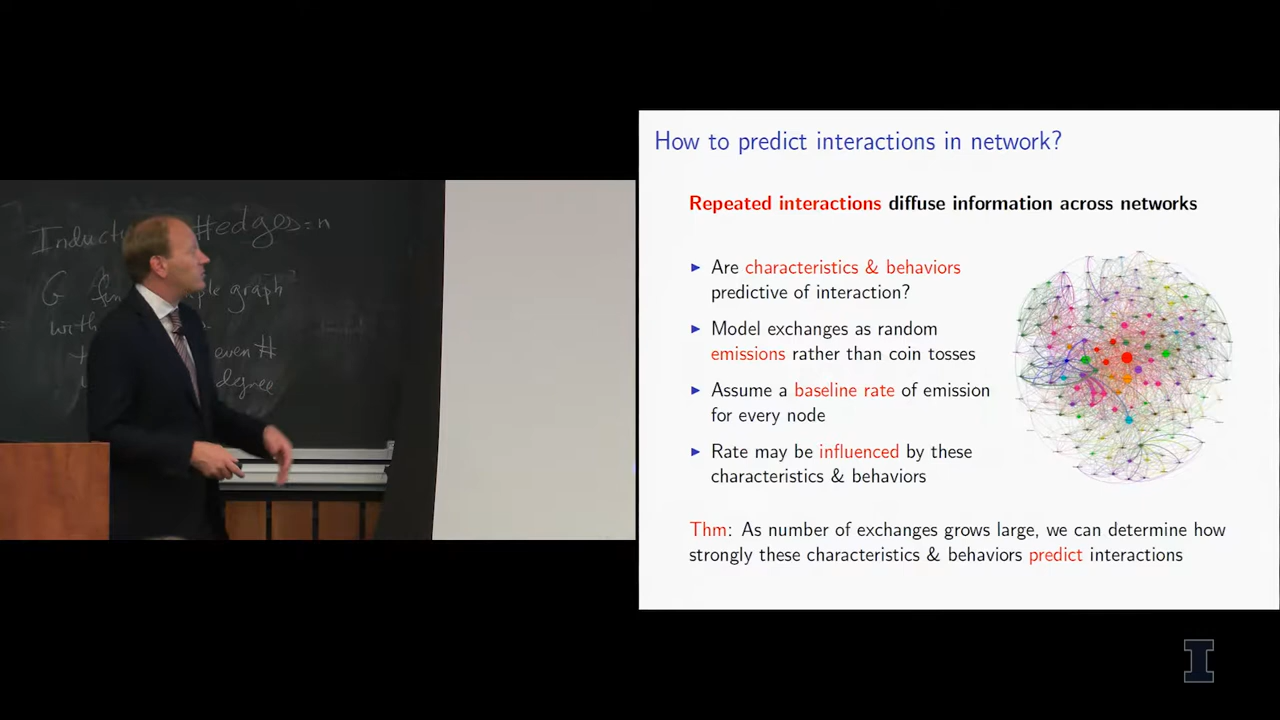 Induct #edges=n
G graph
with
even #
degree
How to predict interactions in network?
Repeated interactions diffuse information across networks
▶ Are characteristics & behaviors
predictive of interaction?
▶ Model exchanges as random
emissions rather than coin tosses
▶ Assume a baseline rate of emission
for every node
▶ Rate may be influenced by these
characteristics & behaviors
Thm: As number of exchanges grows large, we can determine how
strongly these characteristics & behaviors predict interactions
I